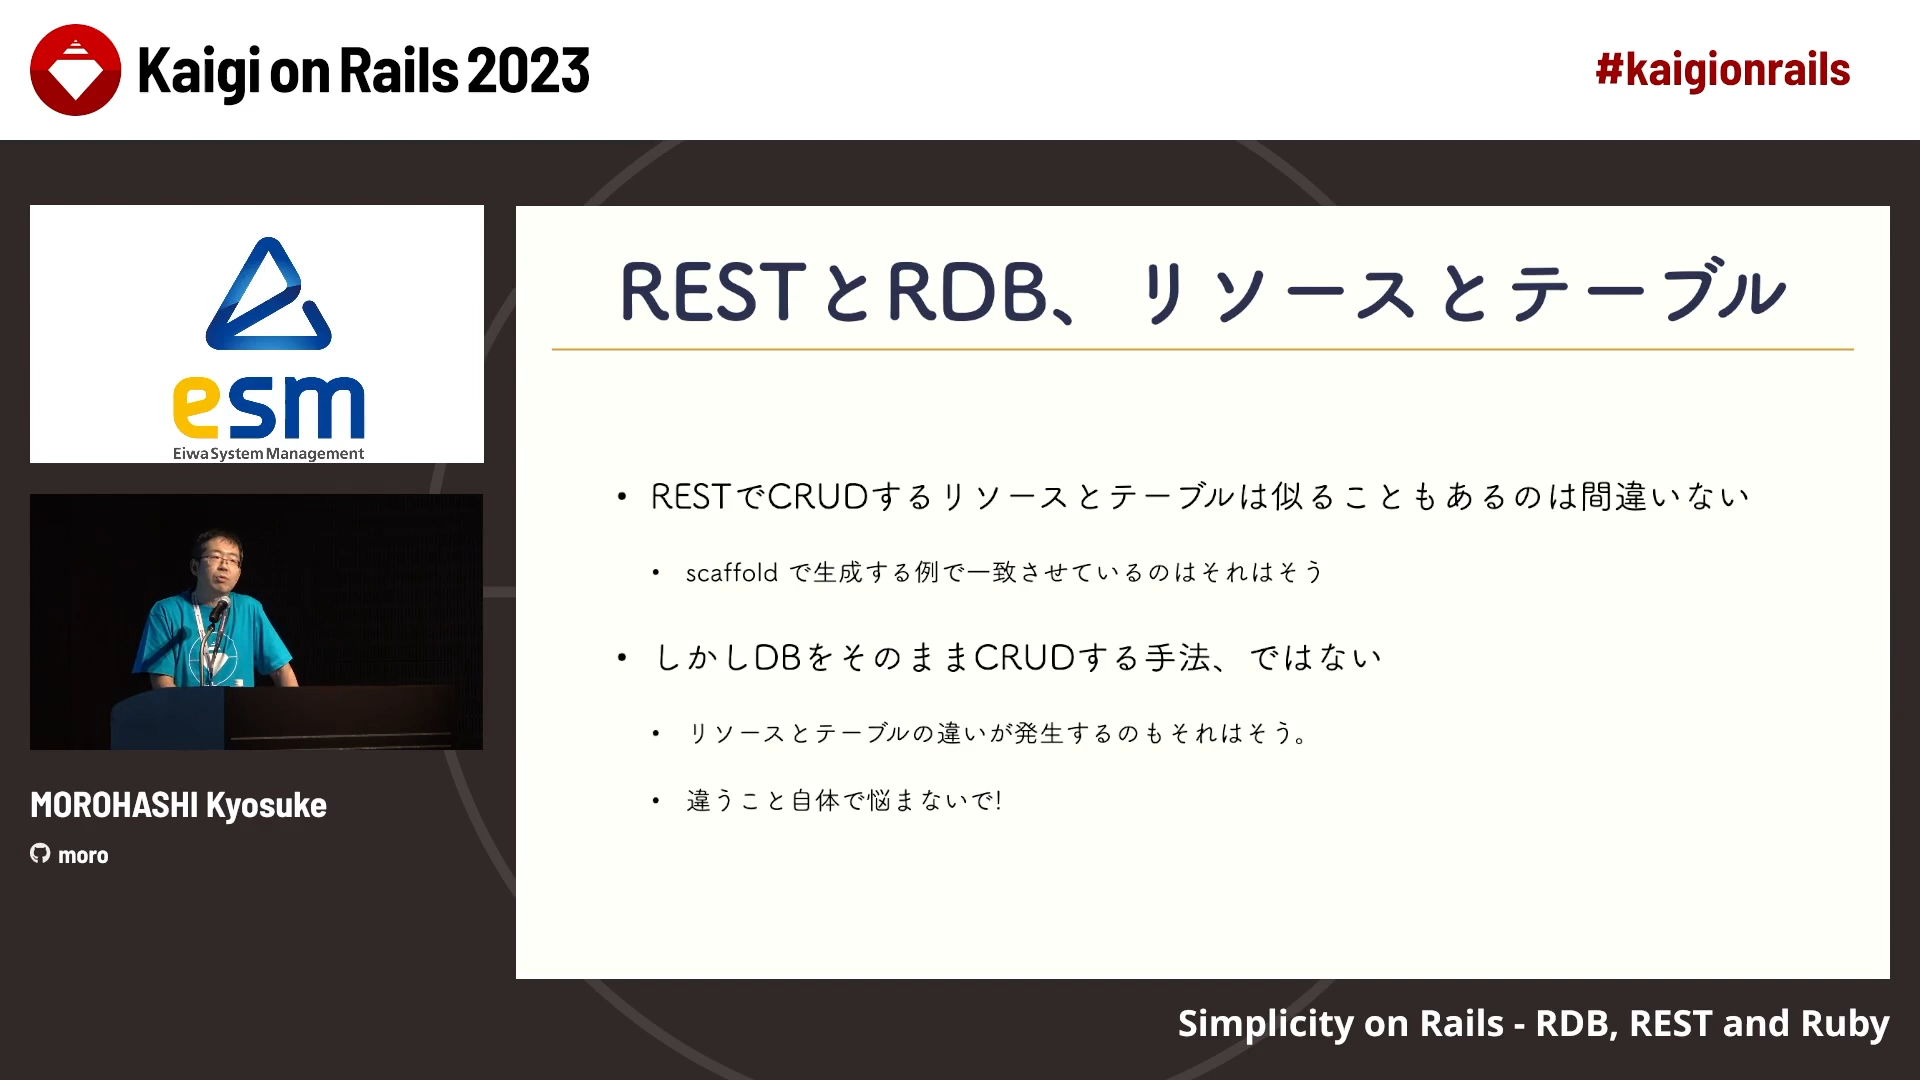 Kaigi on Rails 2023
#kaigionrails
esm
Eiwa System Management
MOROHASHI Kyosuke
moro
RESTとRDB、リソースとテーブル
• RESTでCRUDするリソースとテーブルは似ることもあるのは間違いない
• scaffold で生成する例で一致させているのはそれはそう
• しかしDBをそのままCRUDする手法、ではない
• リソースとテーブルの違いが発生するのもそれはそう。
• 違うこと自体で悩まないで!
Simplicity on Rails - RDB, REST and Ruby